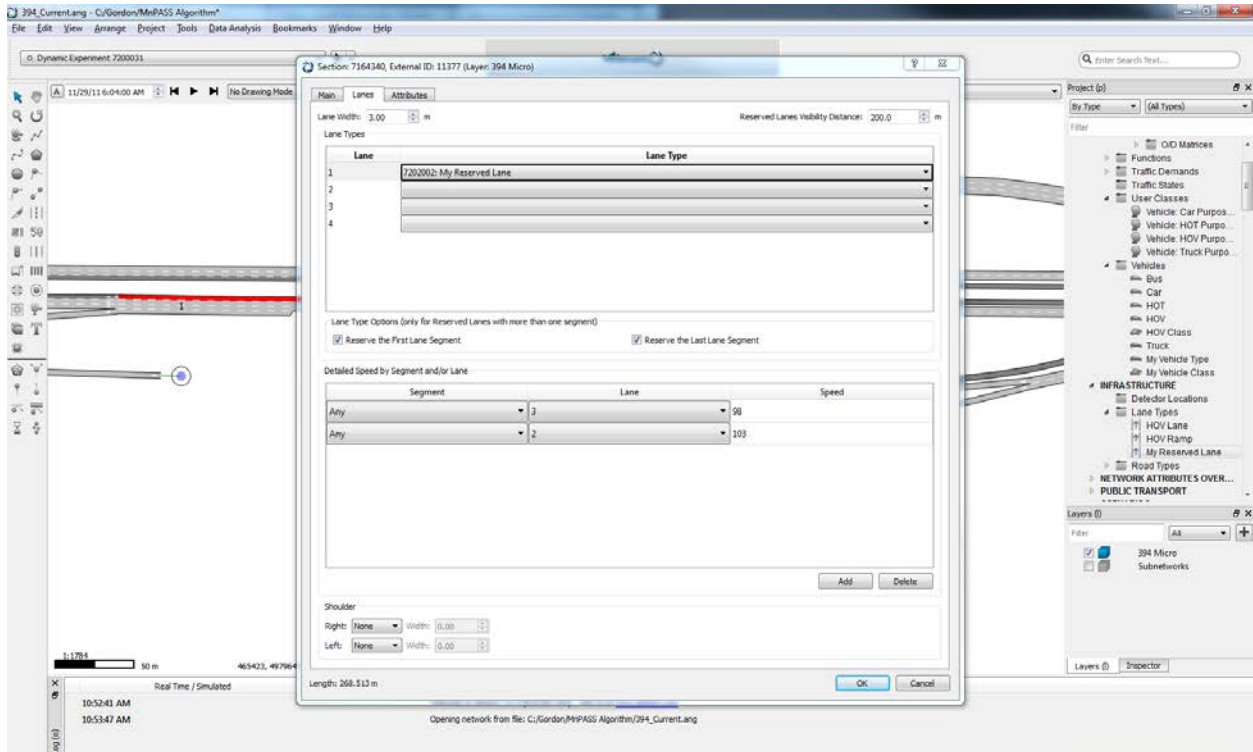 394_Current.ang - C:/Gordon/MnPASS Algorithm*
File Edit View Arrange Project Tools Data Analysis Bookmarks Window Help
Dynamic Experiment 7200031
Enter Search Text...
A 11/29/11 6:04:00 AM No Drawing Mode
Section: 7164340, External ID: 11377 (Layer: 394 Micro)
Main Lanes Attributes
Lane Width: 3.00 m Reserved Lanes Visibility Distance: 200.0 m
Lane Types
Lane Lane Type
1 7202002: My Reserved Lane
2
3
4
Lane Type Options (only for Reserved Lanes with more than one segment)
Reserve the First Lane Segment Reserve the Last Lane Segment
Detailed Speed by Segment and/or Lane
Segment Lane Speed
Any 3 98
Any 2 103
Add Delete
Shoulder
Right: None Width: 0.00
Left: None Width: 0.00
Length: 268.513 m OK Cancel
Project (p)
By Type (All Types)
Filter
O/D Matrices
Functions
Traffic Demands
Traffic States
User Classes
Vehicle: Car Purpos...
Vehicle: HOT Purpo...
Vehicle: HOV Purpo...
Vehicle: Truck Purpo...
Vehicles
Bus
Car
HOT
HOV
HOV Class
Truck
My Vehicle Type
My Vehicle Class
INFRASTRUCTURE
Detector Locations
Lane Types
HOV Lane
HOV Ramp
My Reserved Lane
Road Types
NETWORK ATTRIBUTES OVER...
PUBLIC TRANSPORT
Layers (l)
Filter All
394 Micro
Subnetworks
Layers (l) Inspector
1:1784
50 m 465423, 497964
Real Time / Simulated
10:52:41 AM
10:53:47 AM Opening network from file: C:/Gordon/MnPASS Algorithm/394_Current.ang